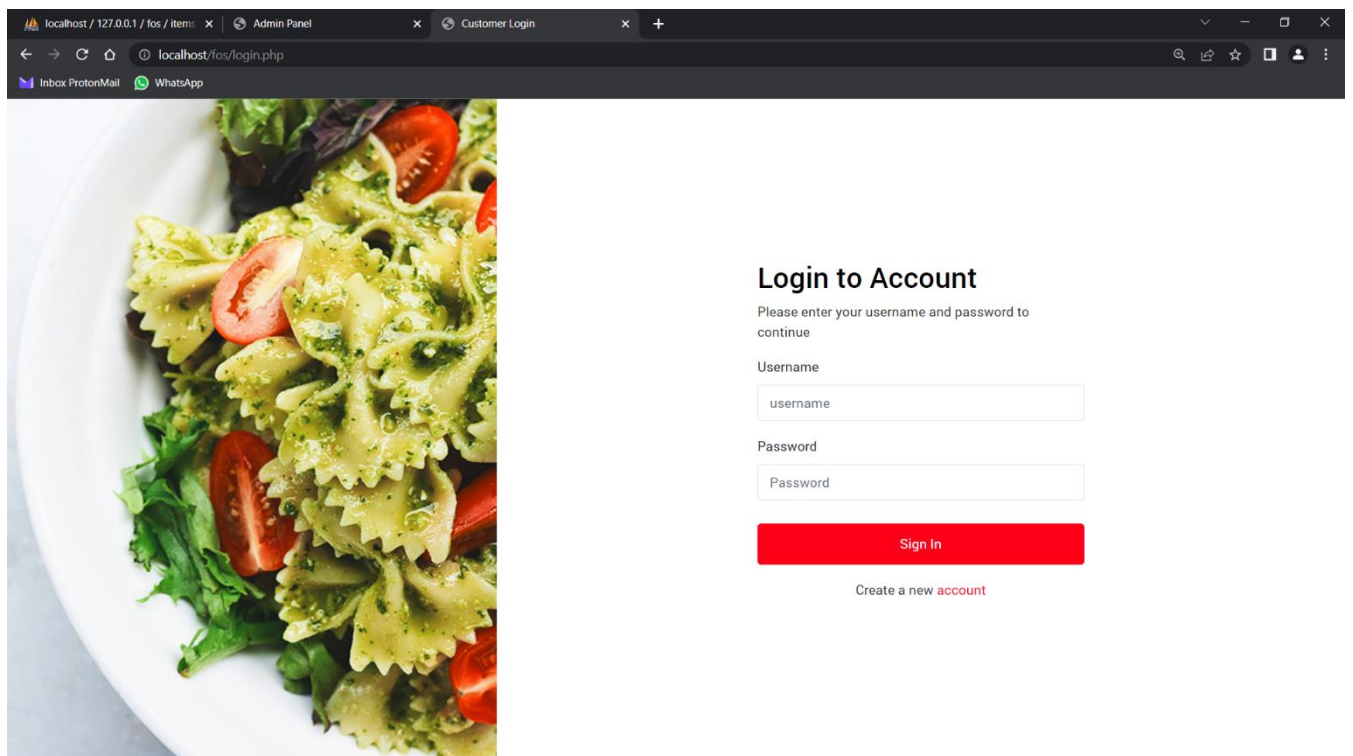 localhost / 127.0.0.1 / fos / items
Admin Panel
Customer Login
localhost/fos/login.php
Inbox ProtonMail
WhatsApp
Login to Account
Please enter your username and password to
continue
Username
username
Password
Password
Sign In
Create a new account